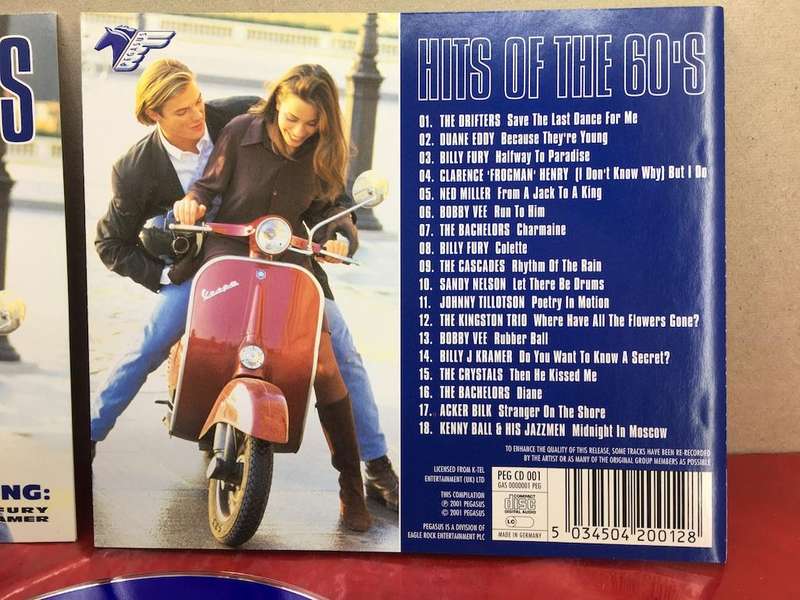 S
NG:
FURY
AMER
PEGASUS
Vespa
HITS OF THE 60'S
01. THE DRIFTERS Save The Last Dance For Me
02. DUANE EDDY Because They're Young
03. BILLY FURY Halfway To Paradise
04. CLARENCE 'FROGMAN' HENRY (I Don't Know Why) But I Do
05. NED MILLER From A Jack To A King
06. BOBBY VEE Run To Him
07. THE BACHELORS Charmaine
08. BILLY FURY Colette
09. THE CASCADES Rhythm Of The Rain
10. SANDY NELSON Let There Be Drums
11. JOHNNY TILLOTSON Poetry In Motion
12. THE KINGSTON TRIO Where Have All The Flowers Gone?
13. BOBBY VEE Rubber Ball
14. BILLY J KRAMER Do You Want To Know A Secret?
15. THE CRYSTALS Then He Kissed Me
16. THE BACHELORS Diane
17. ACKER BILK Stranger On The Shore
18. KENNY BALL & HIS JAZZMEN Midnight In Moscow
TO ENHANCE THE QUALITY OF THIS RELEASE, SOME TRACKS HAVE BEEN RE-RECORDED
BY THE ARTIST OR AS MANY OF THE ORIGINAL GROUP MEMBERS AS POSSIBLE
LICENSED FROM K-TEL
ENTERTAINMENT (UK) LTD
THIS COMPILATION
℗ 2001 PEGASUS
© 2001 PEGASUS
PEGASUS IS A DIVISION OF
EAGLE ROCK ENTERTAINMENT PLC
PEG CD 001
GAS 0000001 PEG
COMPACT
disc
DIGITAL AUDIO
LC
MADE IN GERMANY
5 034504 200128